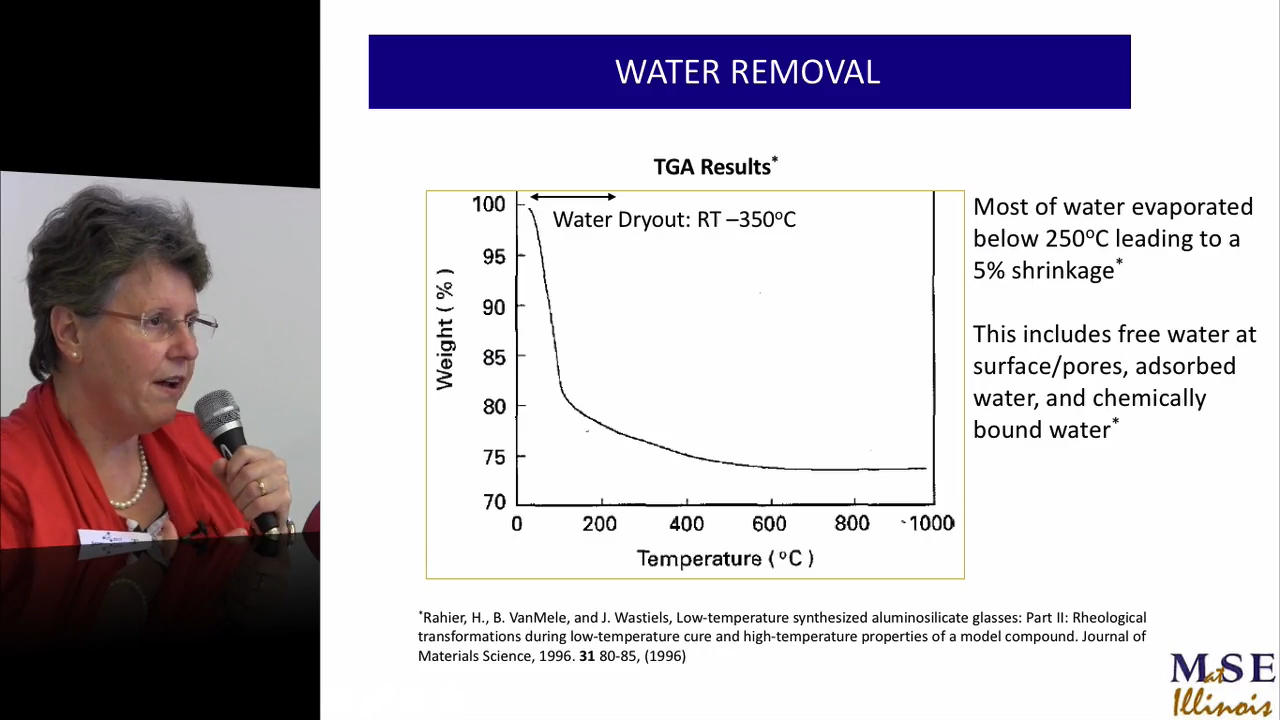 WATER REMOVAL
TGA Results*
Water Dryout: RT –350°C
100
95
90
85
80
75
70
Weight ( % )
0 200 400 600 800 1000
Temperature ( °C )
Most of water evaporated
below 250°C leading to a
5% shrinkage*
This includes free water at
surface/pores, adsorbed
water, and chemically
bound water*
*Rahier, H., B. VanMele, and J. Wastiels, Low-temperature synthesized aluminosilicate glasses: Part II: Rheological
transformations during low-temperature cure and high-temperature properties of a model compound. Journal of
Materials Science, 1996. 31 80-85, (1996)
MatSE
Illinois